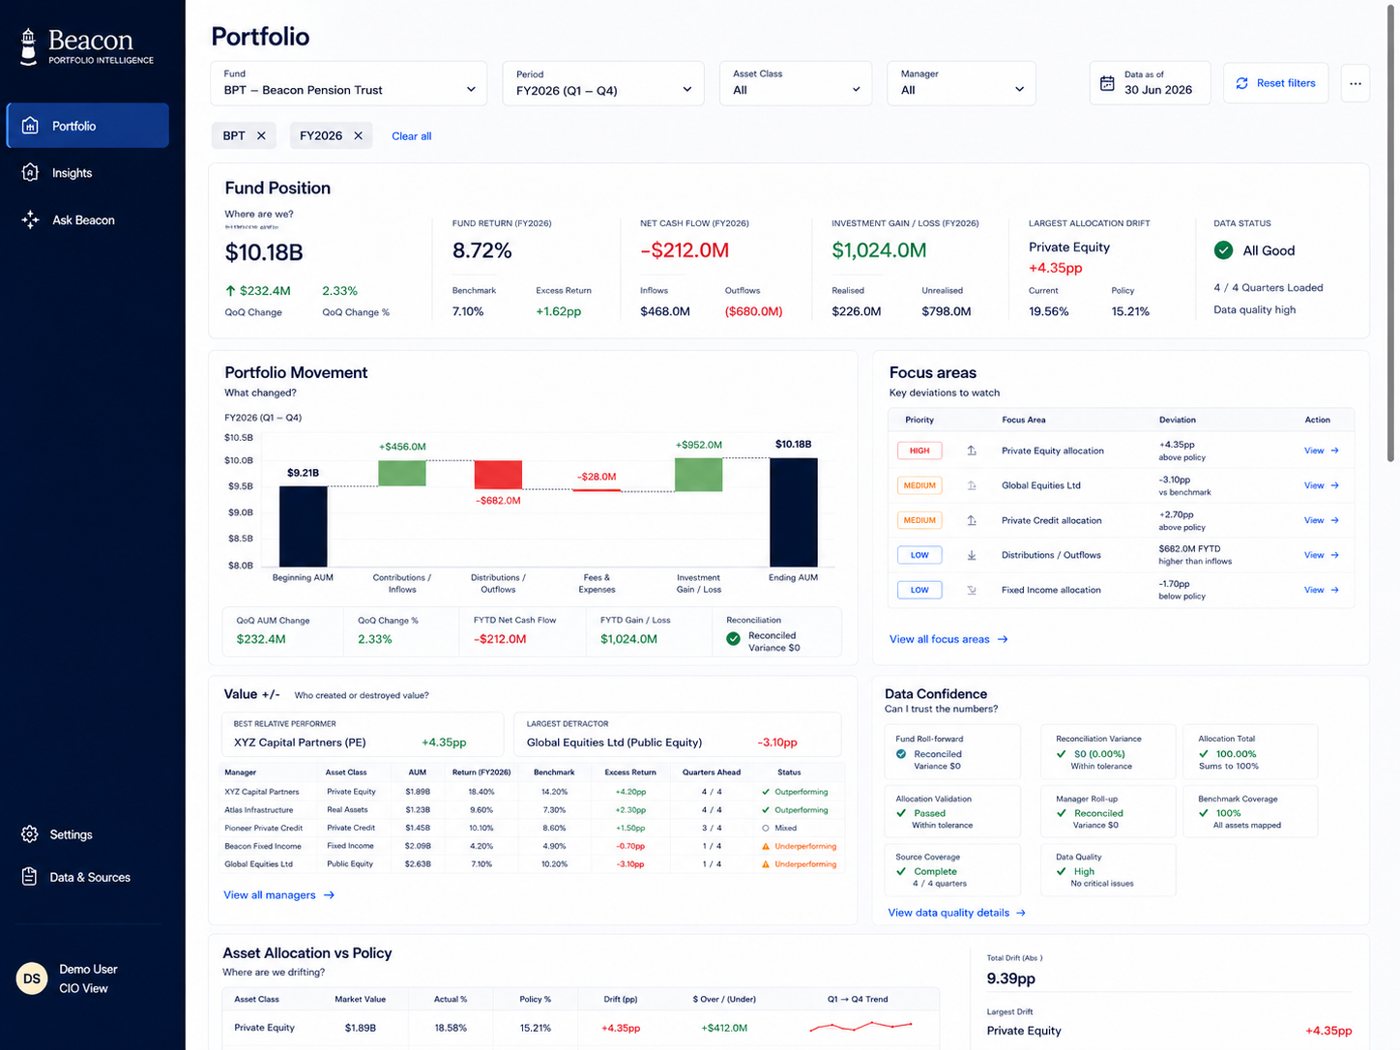 Beacon
PORTFOLIO INTELLIGENCE
Portfolio
Insights
Ask Beacon
Settings
Data & Sources
DS
Demo User
CIO View
Portfolio
Fund
BPT – Beacon Pension Trust
Period
FY2026 (Q1 – Q4)
Asset Class
All
Manager
All
Data as of
30 Jun 2026
Reset filters
...
BPT ✕
FY2026 ✕
Clear all
Fund Position
Where are we?
$10.18B
↑ $232.4M 2.33%
QoQ Change QoQ Change %
FUND RETURN (FY2026)
8.72%
Benchmark Excess Return
7.10% +1.62pp
NET CASH FLOW (FY2026)
-$212.0M
Inflows Outflows
$468.0M ($680.0M)
INVESTMENT GAIN / LOSS (FY2026)
$1,024.0M
Realised Unrealised
$226.0M $798.0M
LARGEST ALLOCATION DRIFT
Private Equity
+4.35pp
Current Policy
19.56% 15.21%
DATA STATUS
All Good
4 / 4 Quarters Loaded
Data quality high
Portfolio Movement
What changed?
FY2026 (Q1 – Q4)
$10.5B
$10.0B
$9.5B
$9.0B
$8.5B
$8.0B
$9.21B
+$456.0M
-$682.0M
-$28.0M
+$952.0M
$10.18B
Beginning AUM
Contributions /
Inflows
Distributions /
Outflows
Fees &
Expenses
Investment
Gain / Loss
Ending AUM
QoQ AUM Change
$232.4M
QoQ Change %
2.33%
FYTD Net Cash Flow
-$212.0M
FYTD Gain / Loss
$1,024.0M
Reconciliation
Reconciled
Variance $0
Focus areas
Key deviations to watch
Priority Focus Area Deviation Action
HIGH Private Equity allocation +4.35pp View →
above policy
MEDIUM Global Equities Ltd -3.10pp View →
vs benchmark
MEDIUM Private Credit allocation +2.70pp View →
above policy
LOW Distributions / Outflows $682.0M FYTD View →
higher than inflows
LOW Fixed Income allocation -1.70pp View →
below policy
View all focus areas →
Value +/- Who created or destroyed value?
BEST RELATIVE PERFORMER
XYZ Capital Partners (PE) +4.35pp
LARGEST DETRACTOR
Global Equities Ltd (Public Equity) -3.10pp
Manager Asset Class AUM Return (FY2026) Benchmark Excess Return Quarters Ahead Status
XYZ Capital Partners Private Equity $1.89B 18.40% 14.20% +4.20pp 4 / 4 Outperforming
Atlas Infrastructure Real Assets $1.23B 9.60% 7.30% +2.30pp 4 / 4 Outperforming
Pioneer Private Credit Private Credit $1.45B 10.10% 8.60% +1.50pp 3 / 4 Mixed
Beacon Fixed Income Fixed Income $2.09B 4.20% 4.90% -0.70pp 1 / 4 Underperforming
Global Equities Ltd Public Equity $2.63B 7.10% 10.20% -3.10pp 1 / 4 Underperforming
View all managers →
Data Confidence
Can I trust the numbers?
Fund Roll-forward
Reconciled
Variance $0
Reconciliation Variance
$0 (0.00%)
Within tolerance
Allocation Total
100.00%
Sums to 100%
Allocation Validation
Passed
Within tolerance
Manager Roll-up
Reconciled
Variance $0
Benchmark Coverage
100%
All assets mapped
Source Coverage
Complete
4 / 4 quarters
Data Quality
High
No critical issues
View data quality details →
Asset Allocation vs Policy
Where are we drifting?
Asset Class Market Value Actual % Policy % Drift (pp) $ Over / (Under) Q1 → Q4 Trend
Private Equity $1.89B 18.58% 15.21% +4.35pp +$412.0M
Total Drift (Abs )
9.39pp
Largest Drift
Private Equity +4.35pp